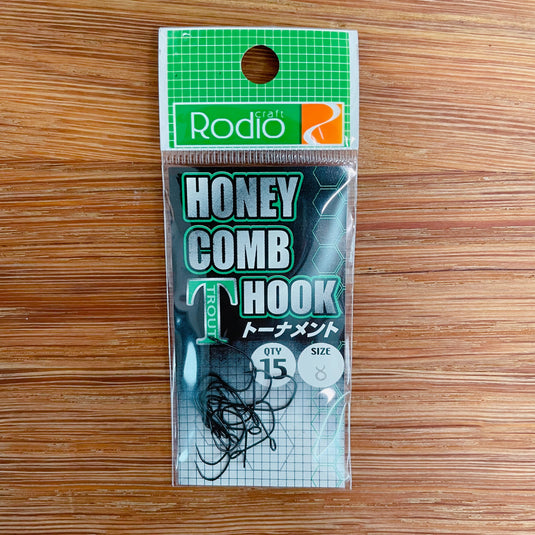 craft
Rodio
HONEY
COMB
T HOOK
TROUT
トーナメント
QTY
15
SIZE
8